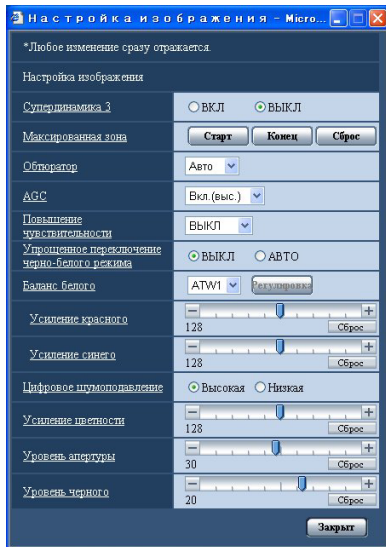 Настройка изображения - Micro...
*Любое изменение сразу отражается.
Настройка изображения
Супердинамика 3 ВКЛ ВЫКЛ
Максированная зона Старт Конец Сброс
Обтюратор Авто
AGC Вкл.(выс.)
Повышение
чувствительности ВЫКЛ
Упрощенное переключение
черно-белого режима ВЫКЛ АВТО
Баланс белого ATW1 Регулировка
Усиление красного
128 Сброс
Усиление синего
128 Сброс
Цифровое шумоподавление Высокая Низкая
Усиление цветности
128 Сброс
Уровень апертуры
30 Сброс
Уровень черного
20 Сброс
Закрыт